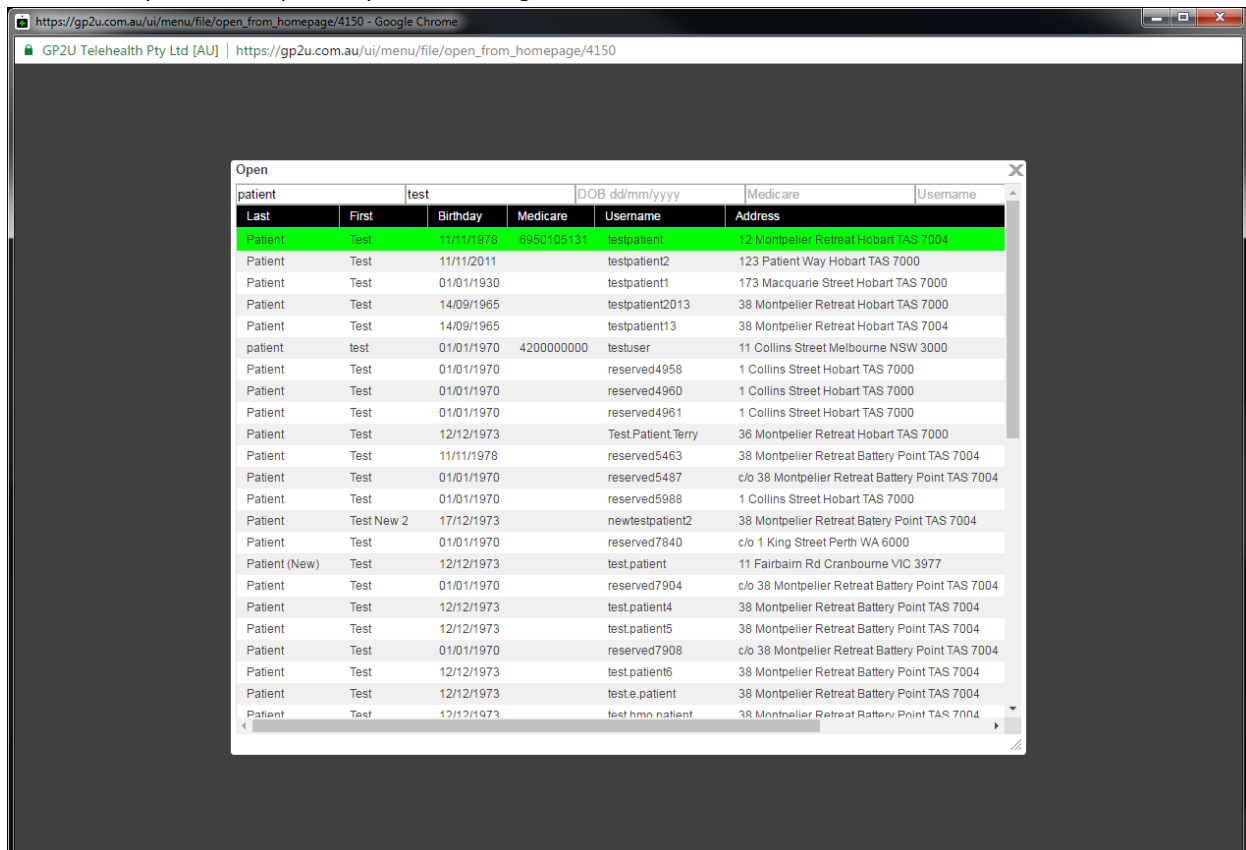 https://gp2u.com.au/ui/menu/file/open_from_homepage/4150 - Google Chrome
GP2U Telehealth Pty Ltd [AU] | https://gp2u.com.au/ui/menu/file/open_from_homepage/4150
Open X
patient test DOB dd/mm/yyyy Medicare Username
Last First Birthday Medicare Username Address
Patient Test 11/11/1978 6950105131 testpatient 12 Montpelier Retreat Hobart TAS 7004
Patient Test 11/11/2011 testpatient2 123 Patient Way Hobart TAS 7000
Patient Test 01/01/1930 testpatient1 173 Macquarie Street Hobart TAS 7000
Patient Test 14/09/1965 testpatient2013 38 Montpelier Retreat Hobart TAS 7000
Patient Test 14/09/1965 testpatient13 38 Montpelier Retreat Hobart TAS 7004
patient test 01/01/1970 4200000000 testuser 11 Collins Street Melbourne NSW 3000
Patient Test 01/01/1970 reserved4958 1 Collins Street Hobart TAS 7000
Patient Test 01/01/1970 reserved4960 1 Collins Street Hobart TAS 7000
Patient Test 01/01/1970 reserved4961 1 Collins Street Hobart TAS 7000
Patient Test 12/12/1973 Test.Patient.Terry 36 Montpelier Retreat Hobart TAS 7000
Patient Test 11/11/1978 reserved5463 38 Montpelier Retreat Battery Point TAS 7004
Patient Test 01/01/1970 reserved5487 c/o 38 Montpelier Retreat Battery Point TAS 7004
Patient Test 01/01/1970 reserved5988 1 Collins Street Hobart TAS 7000
Patient Test New 2 17/12/1973 newtestpatient2 38 Montpelier Retreat Batery Point TAS 7004
Patient Test 01/01/1970 reserved7840 c/o 1 King Street Perth WA 6000
Patient (New) Test 12/12/1973 test.patient 11 Fairbairn Rd Cranbourne VIC 3977
Patient Test 01/01/1970 reserved7904 c/o 38 Montpelier Retreat Battery Point TAS 7004
Patient Test 12/12/1973 test.patient4 38 Montpelier Retreat Battery Point TAS 7004
Patient Test 12/12/1973 test.patient5 38 Montpelier Retreat Battery Point TAS 7004
Patient Test 01/01/1970 reserved7908 c/o 38 Montpelier Retreat Battery Point TAS 7004
Patient Test 12/12/1973 test.patient6 38 Montpelier Retreat Battery Point TAS 7004
Patient Test 12/12/1973 test.e.patient 38 Montpelier Retreat Battery Point TAS 7004
Patient Test 12/12/1973 test.hmo.patient 38 Montpelier Retreat Battery Point TAS 7004